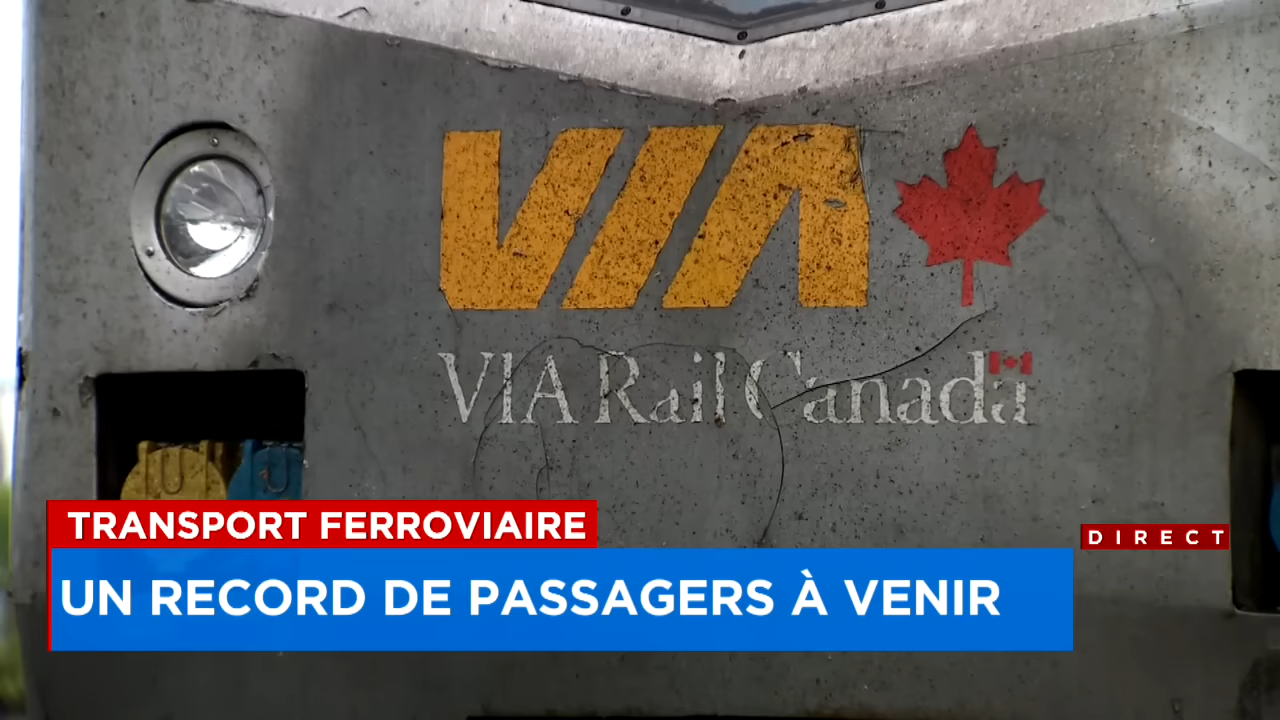 VIA
VIA Rail Canada
TRANSPORT FERROVIAIRE
DIRECT
UN RECORD DE PASSAGERS À VENIR